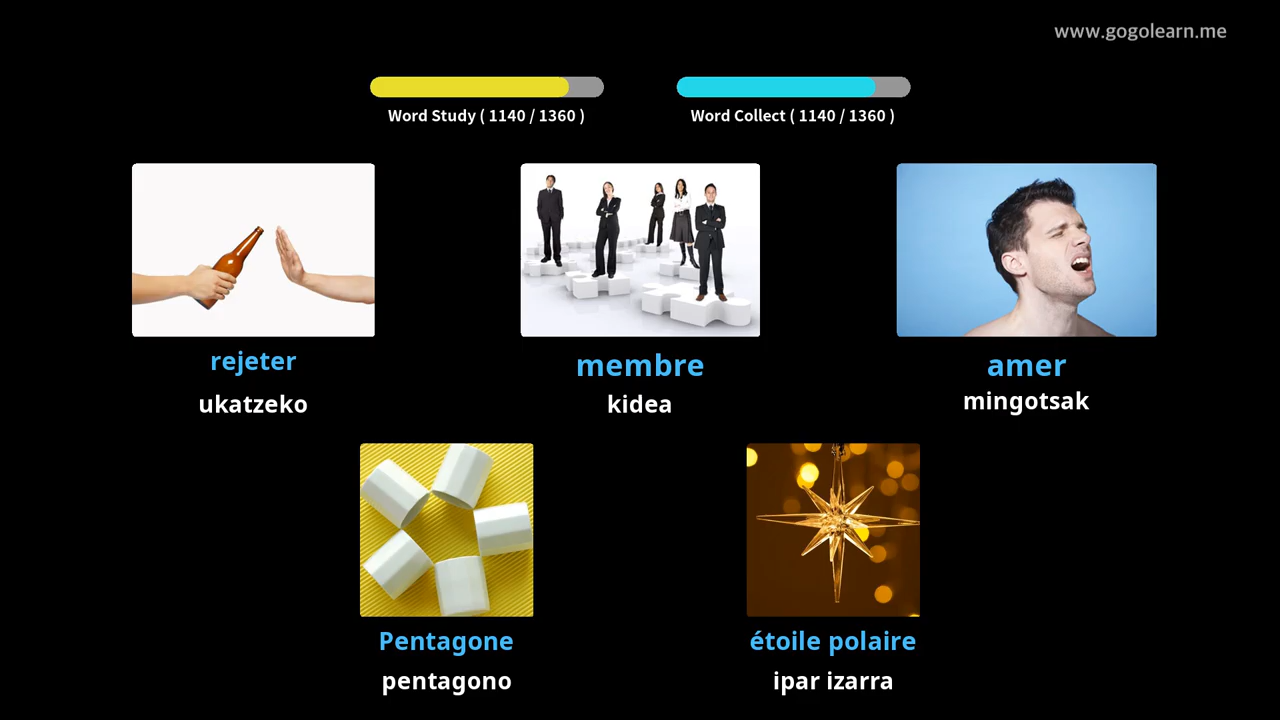 www.gogolearn.me
Word Study ( 1140 / 1360 )
Word Collect ( 1140 / 1360 )
rejeter
ukatzeko
membre
kidea
amer
mingotsak
Pentagone
pentagono
étoile polaire
ipar izarra